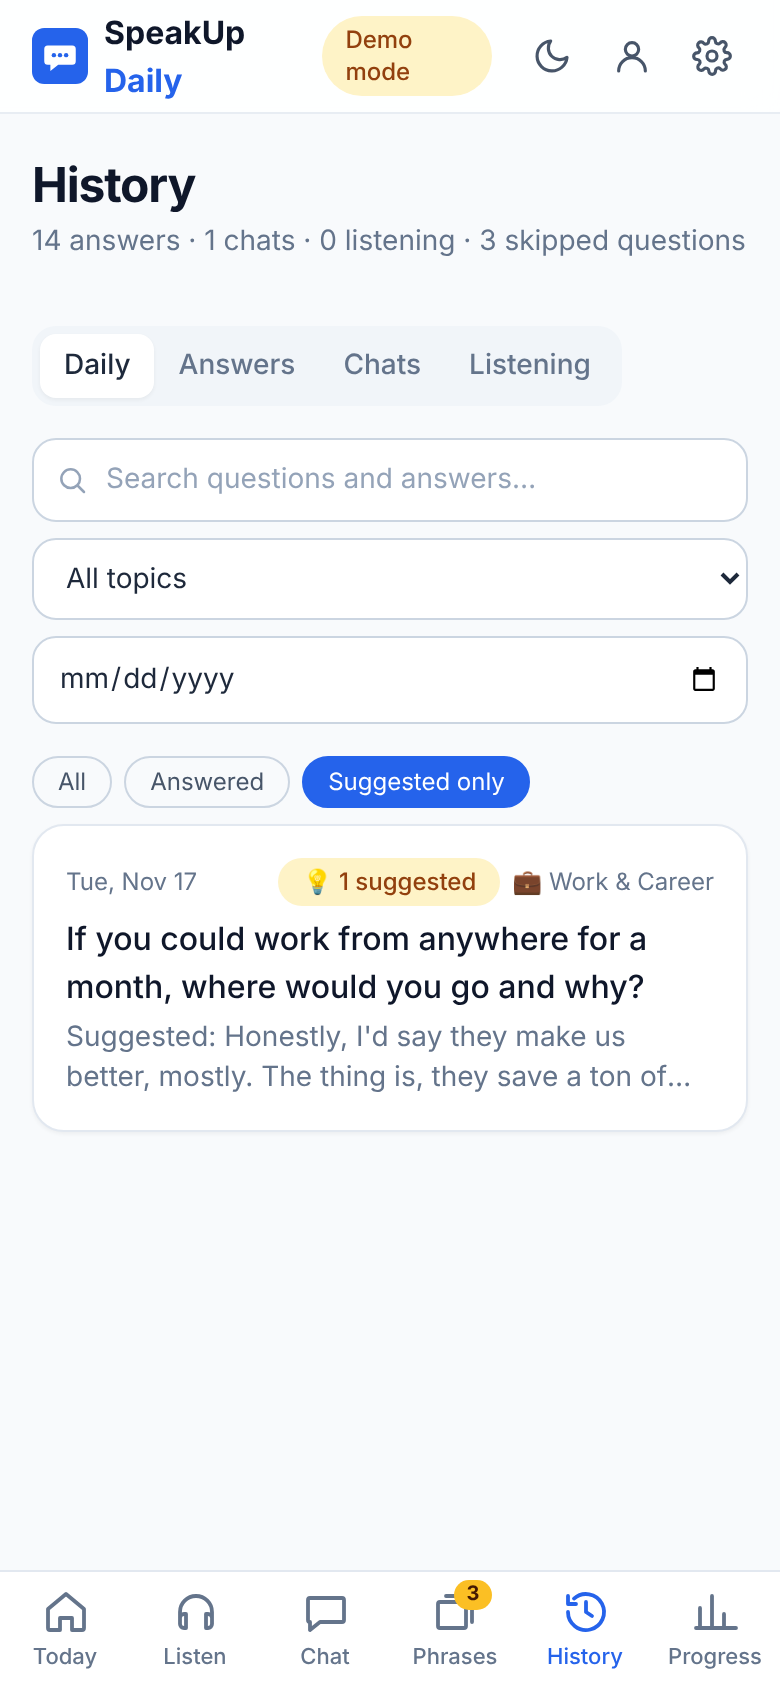 SpeakUp
Daily
Demo
mode
History
14 answers · 1 chats · 0 listening · 3 skipped questions
Daily Answers Chats Listening
Search questions and answers...
All topics
mm/dd/yyyy
All Answered Suggested only
Tue, Nov 17 💡 1 suggested 💼 Work & Career
If you could work from anywhere for a
month, where would you go and why?
Suggested: Honestly, I'd say they make us
better, mostly. The thing is, they save a ton of...
3
Today Listen Chat Phrases History Progress